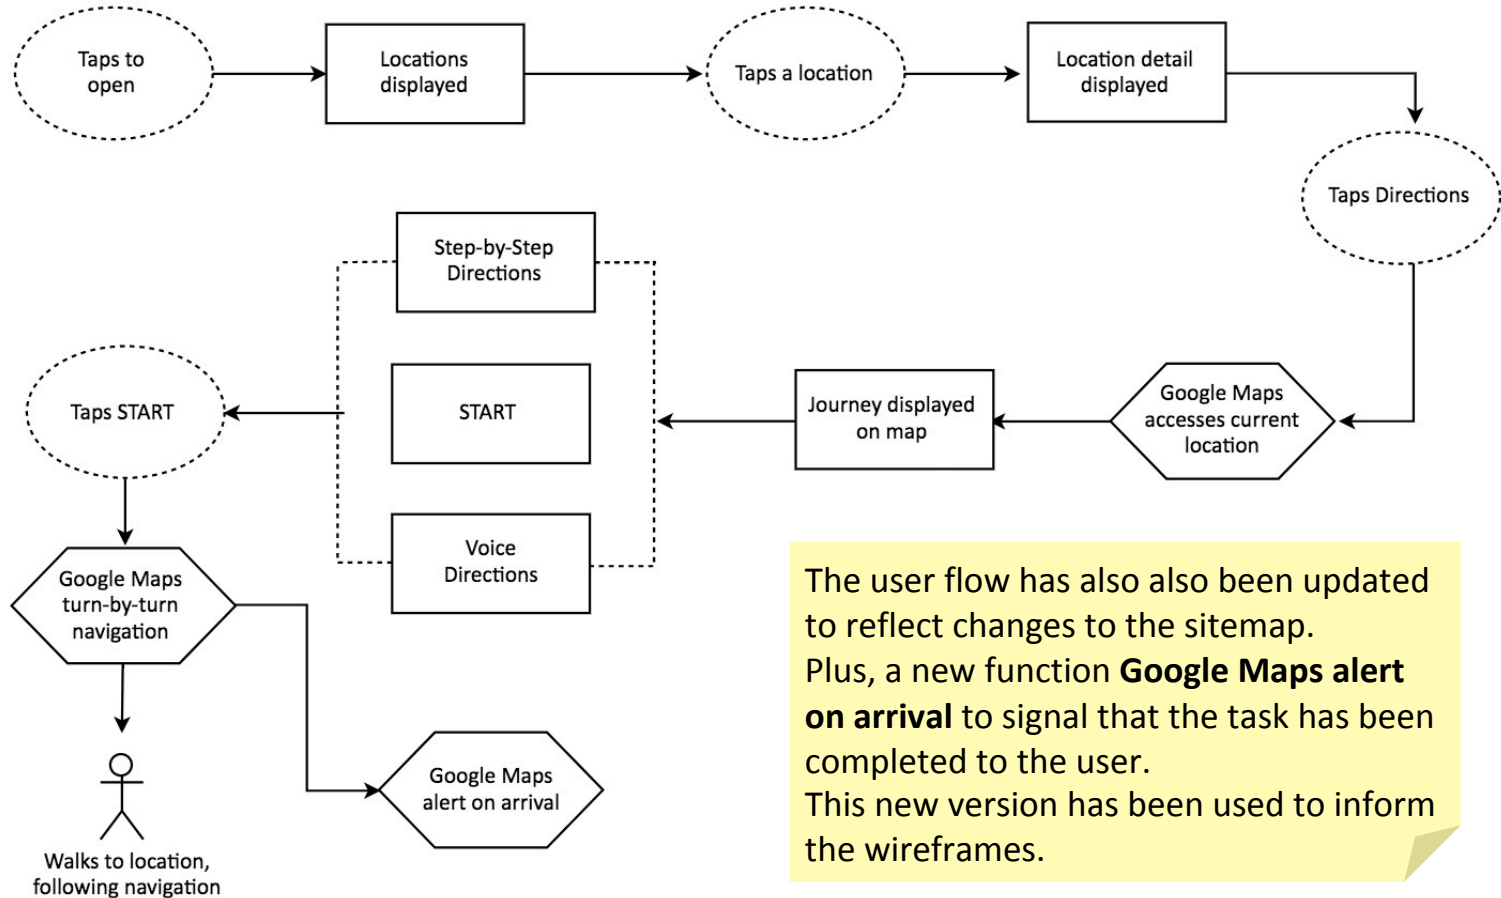 Taps to
open
Locations
displayed
Taps a location
Location detail
displayed
Taps Directions
Step-by-Step
Directions
Taps START
START
Journey displayed
on map
Google Maps
accesses current
location
Voice
Directions
Google Maps
turn-by-turn
navigation
Google Maps
alert on arrival
Walks to location,
following navigation
The user flow has also also been updated
to reflect changes to the sitemap.
Plus, a new function Google Maps alert
on arrival to signal that the task has been
completed to the user.
This new version has been used to inform
the wireframes.